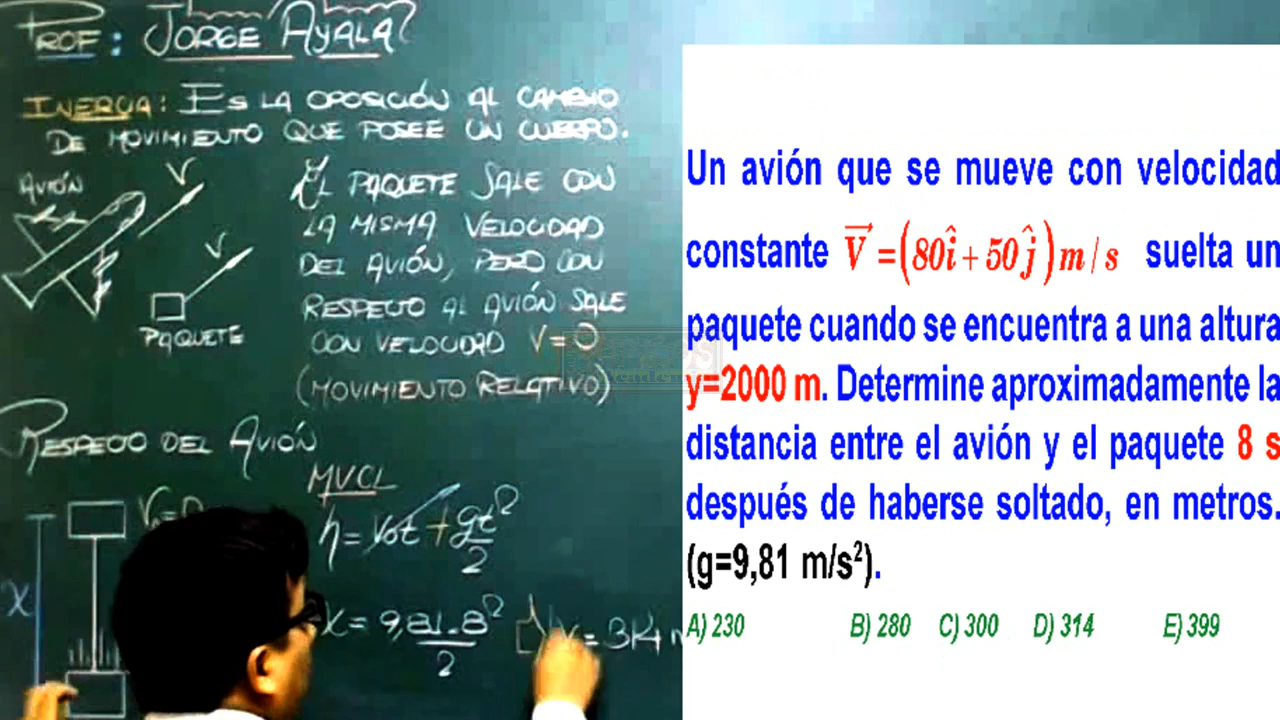 PROF: JORGE AYALA
INERCIA: ES LA OPOSICIÓN AL CAMBIO
DE MOVIMIENTO QUE POSEE UN CUERPO.
AVIÓN
V
V
PAQUETE
EL PAQUETE SALE CON
LA MISMA VELOCIDAD
DEL AVIÓN, PERO CON
RESPECTO AL AVIÓN SALE
CON VELOCIDAD V=0
(MOVIMIENTO RELATIVO)
RESPECTO DEL AVIÓN
MVCL
h=V₀t+gt²/2
x
x=9,81.8²/2
x=314 m
Un avión que se mueve con velocidad
constante V⃗=(80î+50ĵ)m/s suelta un
paquete cuando se encuentra a una altura
y=2000 m. Determine aproximadamente la
distancia entre el avión y el paquete 8 s
después de haberse soltado, en metros.
(g=9,81 m/s²).
A) 230 B) 280 C) 300 D) 314 E) 399